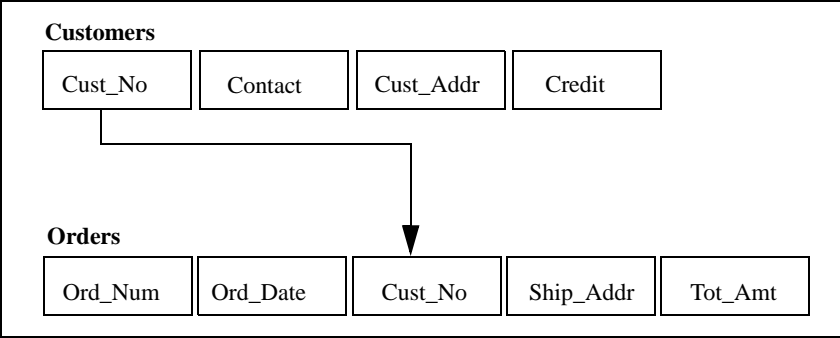 Customers
Cust_No Contact Cust_Addr Credit
Orders
Ord_Num Ord_Date Cust_No Ship_Addr Tot_Amt